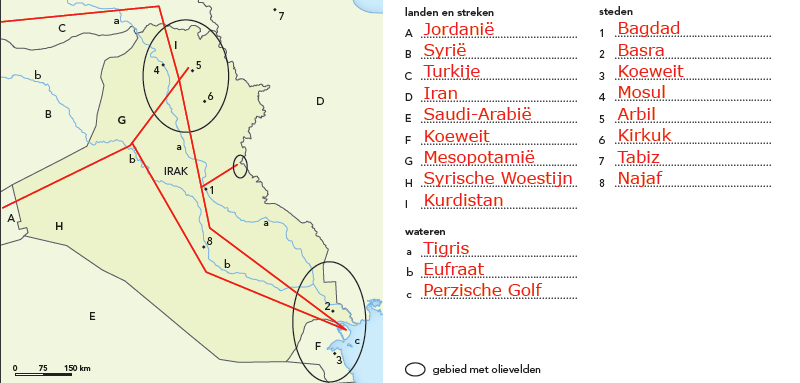 a
7
C
I
4
5
b
6
D
B
G
a
b
IRAK
1
A
H
a
8
b
2
E
F
c
3
0 75 150 km
landen en streken
A Jordanië
B Syrië
C Turkije
D Iran
E Saudi-Arabië
F Koeweit
G Mesopotamië
H Syrische Woestijn
I Kurdistan
wateren
a Tigris
b Eufraat
c Perzische Golf
steden
1 Bagdad
2 Basra
3 Koeweit
4 Mosul
5 Arbil
6 Kirkuk
7 Tabiz
8 Najaf
gebied met olievelden